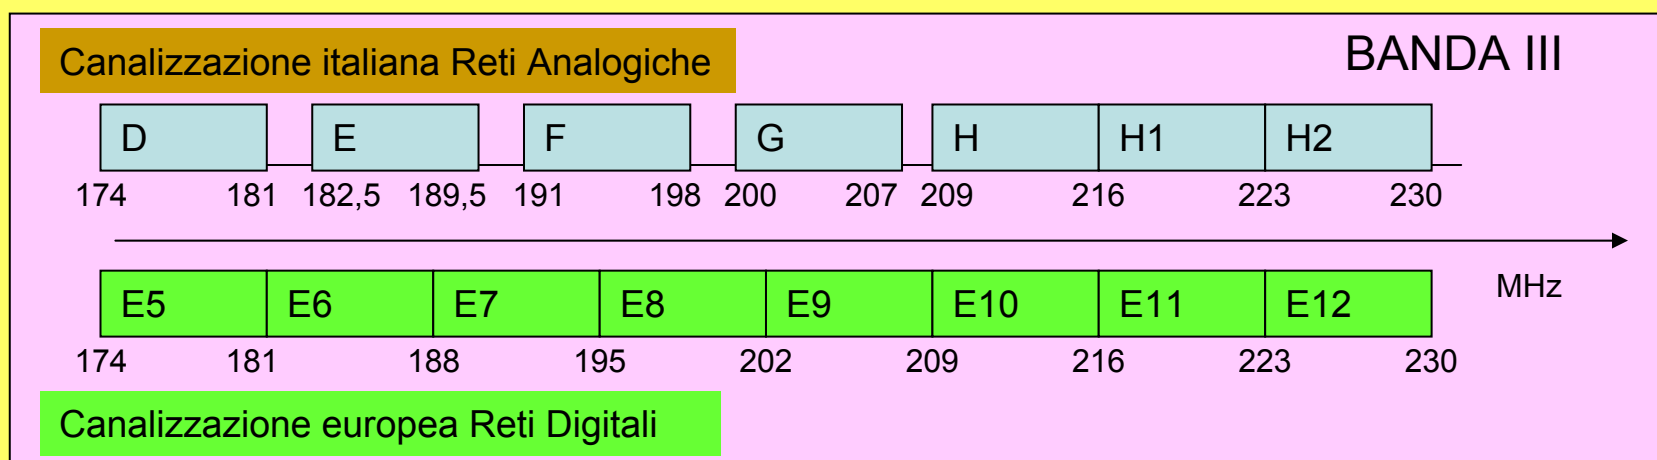 Canalizzazione italiana Reti Analogiche
BANDA III
D E F G H H1 H2
174 181 182,5 189,5 191 198 200 207 209 216 223 230
MHz
E5 E6 E7 E8 E9 E10 E11 E12
174 181 188 195 202 209 216 223 230
Canalizzazione europea Reti Digitali